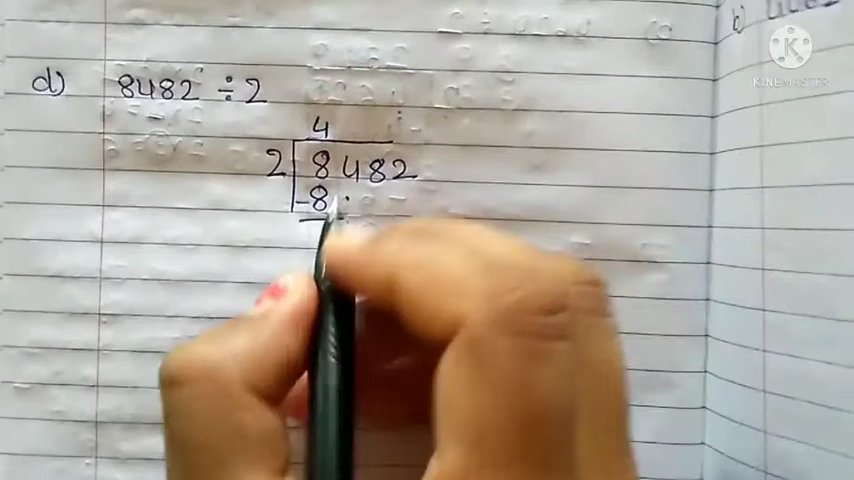 d) 8482 ÷ 2
4
2 8482
-8
b)
KINEMASTER